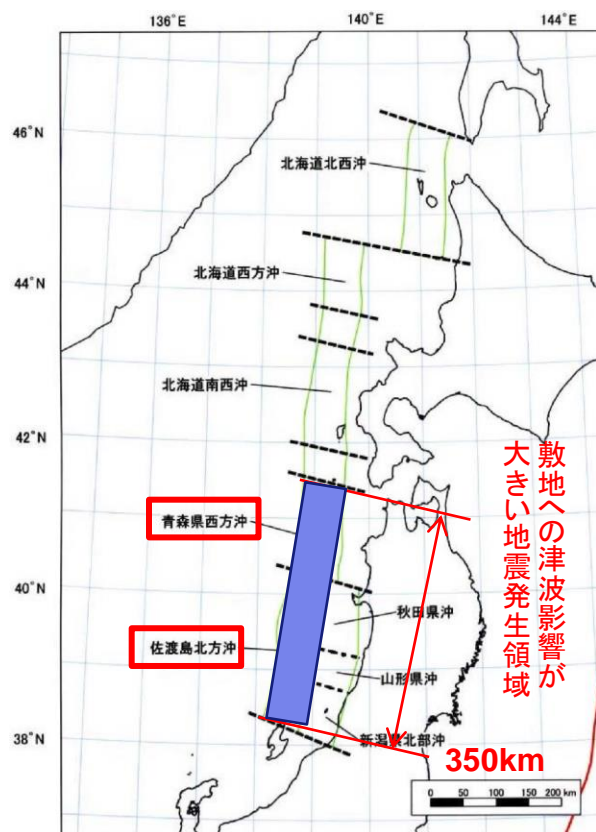 136°E
140°E
144°E
46°N
北海道北西沖
北海道西方沖
44°N
北海道南西沖
42°N
敷地への津波影響が
大きい地震発生領域
青森県西方沖
40°N
秋田県沖
佐渡島北方沖
山形県沖
新潟県北部沖
38°N
350km
0 50 100 150 200 km